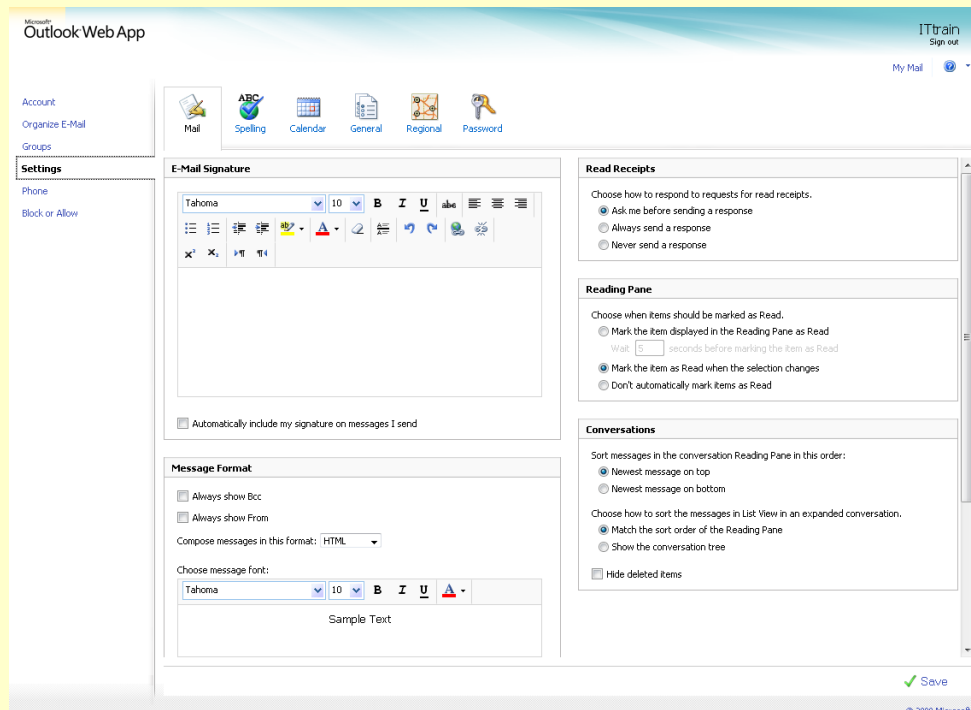 Microsoft®
Outlook Web App
ITtrain
Sign out
My Mail
Account
Organize E-Mail
Groups
Settings
Phone
Block or Allow
Mail
ABC
Spelling
Calendar
General
Regional
Password
E-Mail Signature
Tahoma 10 B I U abc
ab
A
x² x₂
Automatically include my signature on messages I send
Message Format
Always show Bcc
Always show From
Compose messages in this format: HTML
Choose message font:
Tahoma 10 B I U A
Sample Text
Read Receipts
Choose how to respond to requests for read receipts.
Ask me before sending a response
Always send a response
Never send a response
Reading Pane
Choose when items should be marked as Read.
Mark the item displayed in the Reading Pane as Read
Wait 5 seconds before marking the item as Read
Mark the item as Read when the selection changes
Don't automatically mark items as Read
Conversations
Sort messages in the conversation Reading Pane in this order:
Newest message on top
Newest message on bottom
Choose how to sort the messages in List View in an expanded conversation.
Match the sort order of the Reading Pane
Show the conversation tree
Hide deleted items
Save